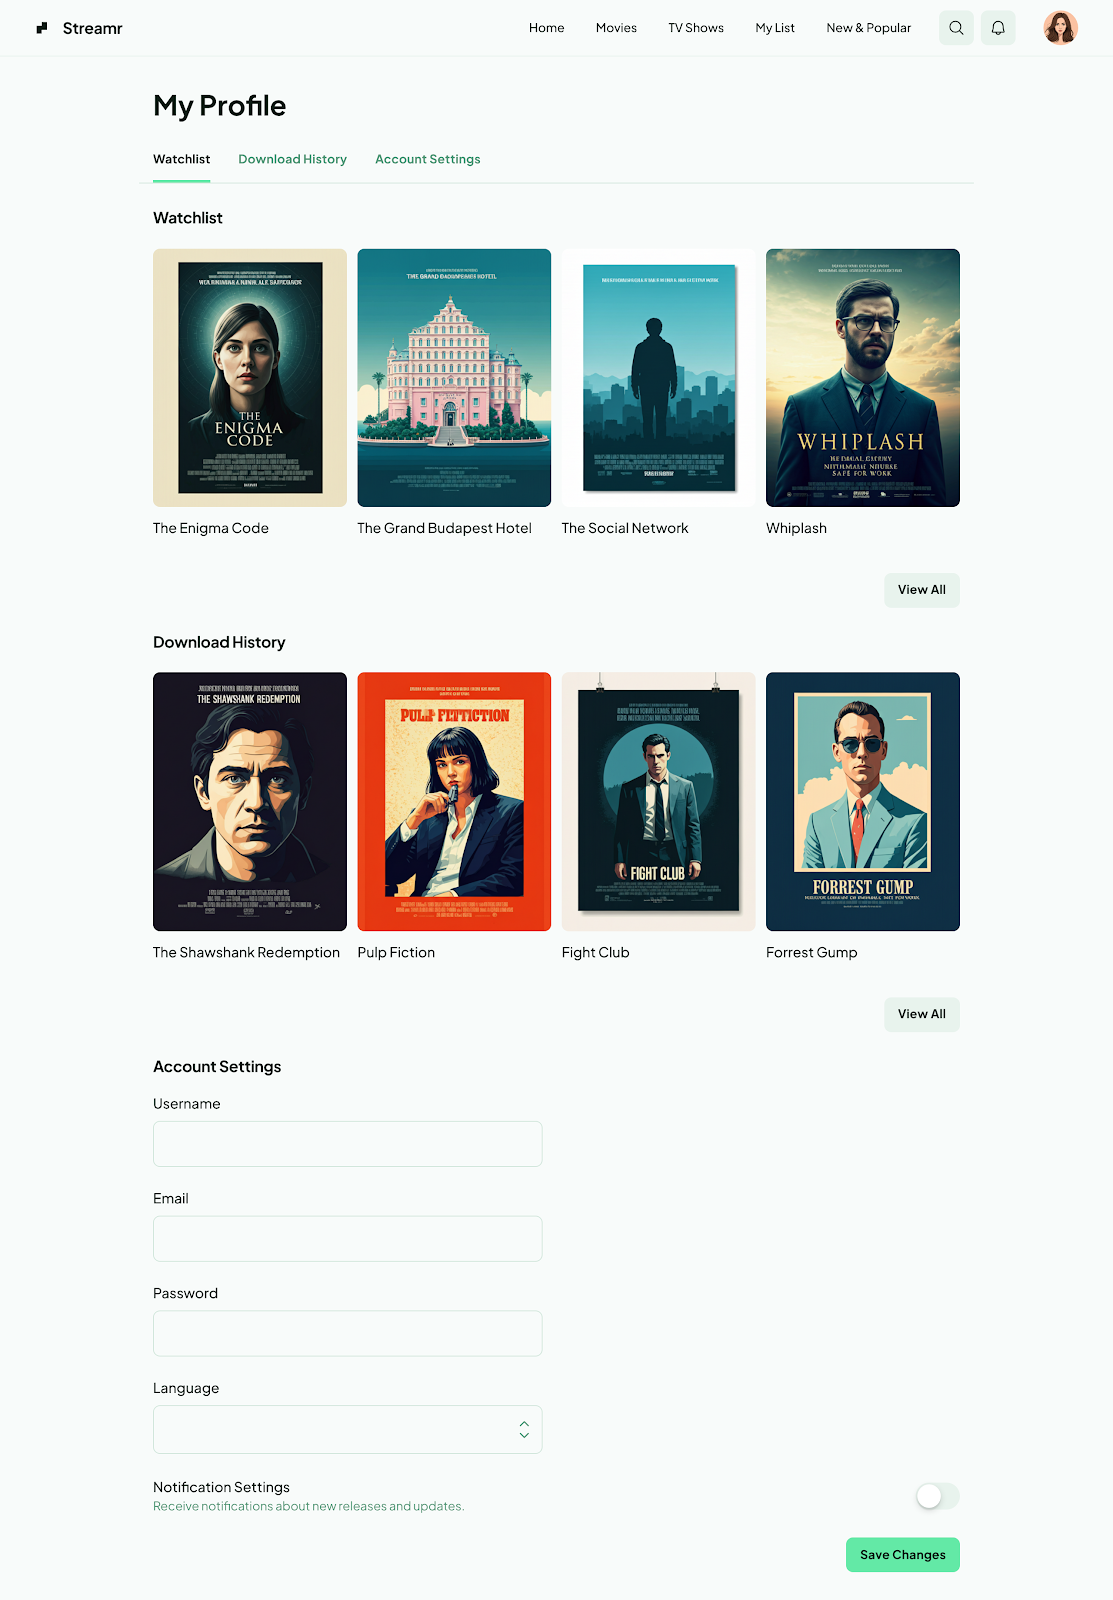 Streamr
Home
Movies
TV Shows
My List
New & Popular
My Profile
Watchlist
Download History
Account Settings
Watchlist
THE
ENIGMA
CODE
THE GRAND
HOTEL
WHIPLASH
SAFE FOR WORK
The Enigma Code
The Grand Budapest Hotel
The Social Network
Whiplash
View All
Download History
THE SHAWSHANK REDEMPTION
FIGHT CLUB
FORREST GUMP
The Shawshank Redemption
Pulp Fiction
Fight Club
Forrest Gump
View All
Account Settings
Username
Email
Password
Language
Notification Settings
Receive notifications about new releases and updates.
Save Changes